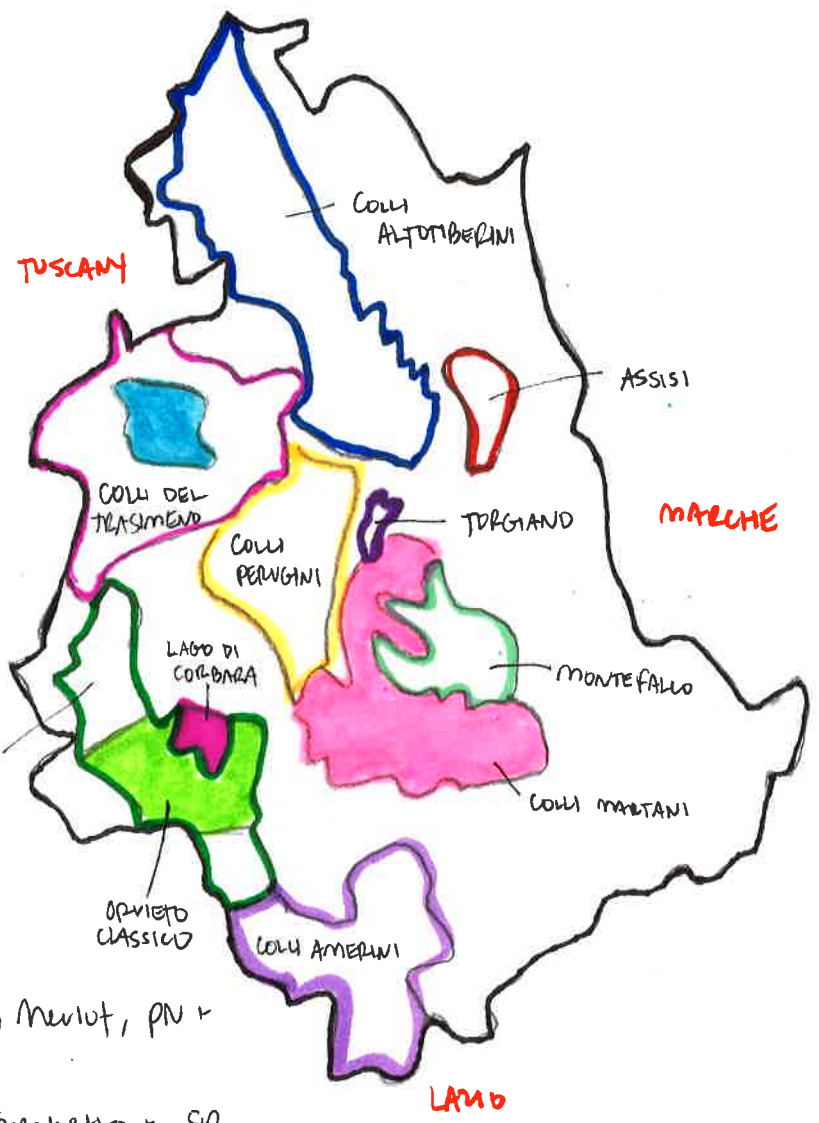 COLLI
ALTOTIBERINI
TUSCANY
ASSISI
COLLI DEL
TRASIMENO
TORGIANO
MARCHE
COLLI
PERUGINI
LAGO DI
CORBARA
MONTEFALCO
COLLI MARTANI
ORVIETO
CLASSICO
COLLI AMERINI
Merlot, PN +
LAZIO